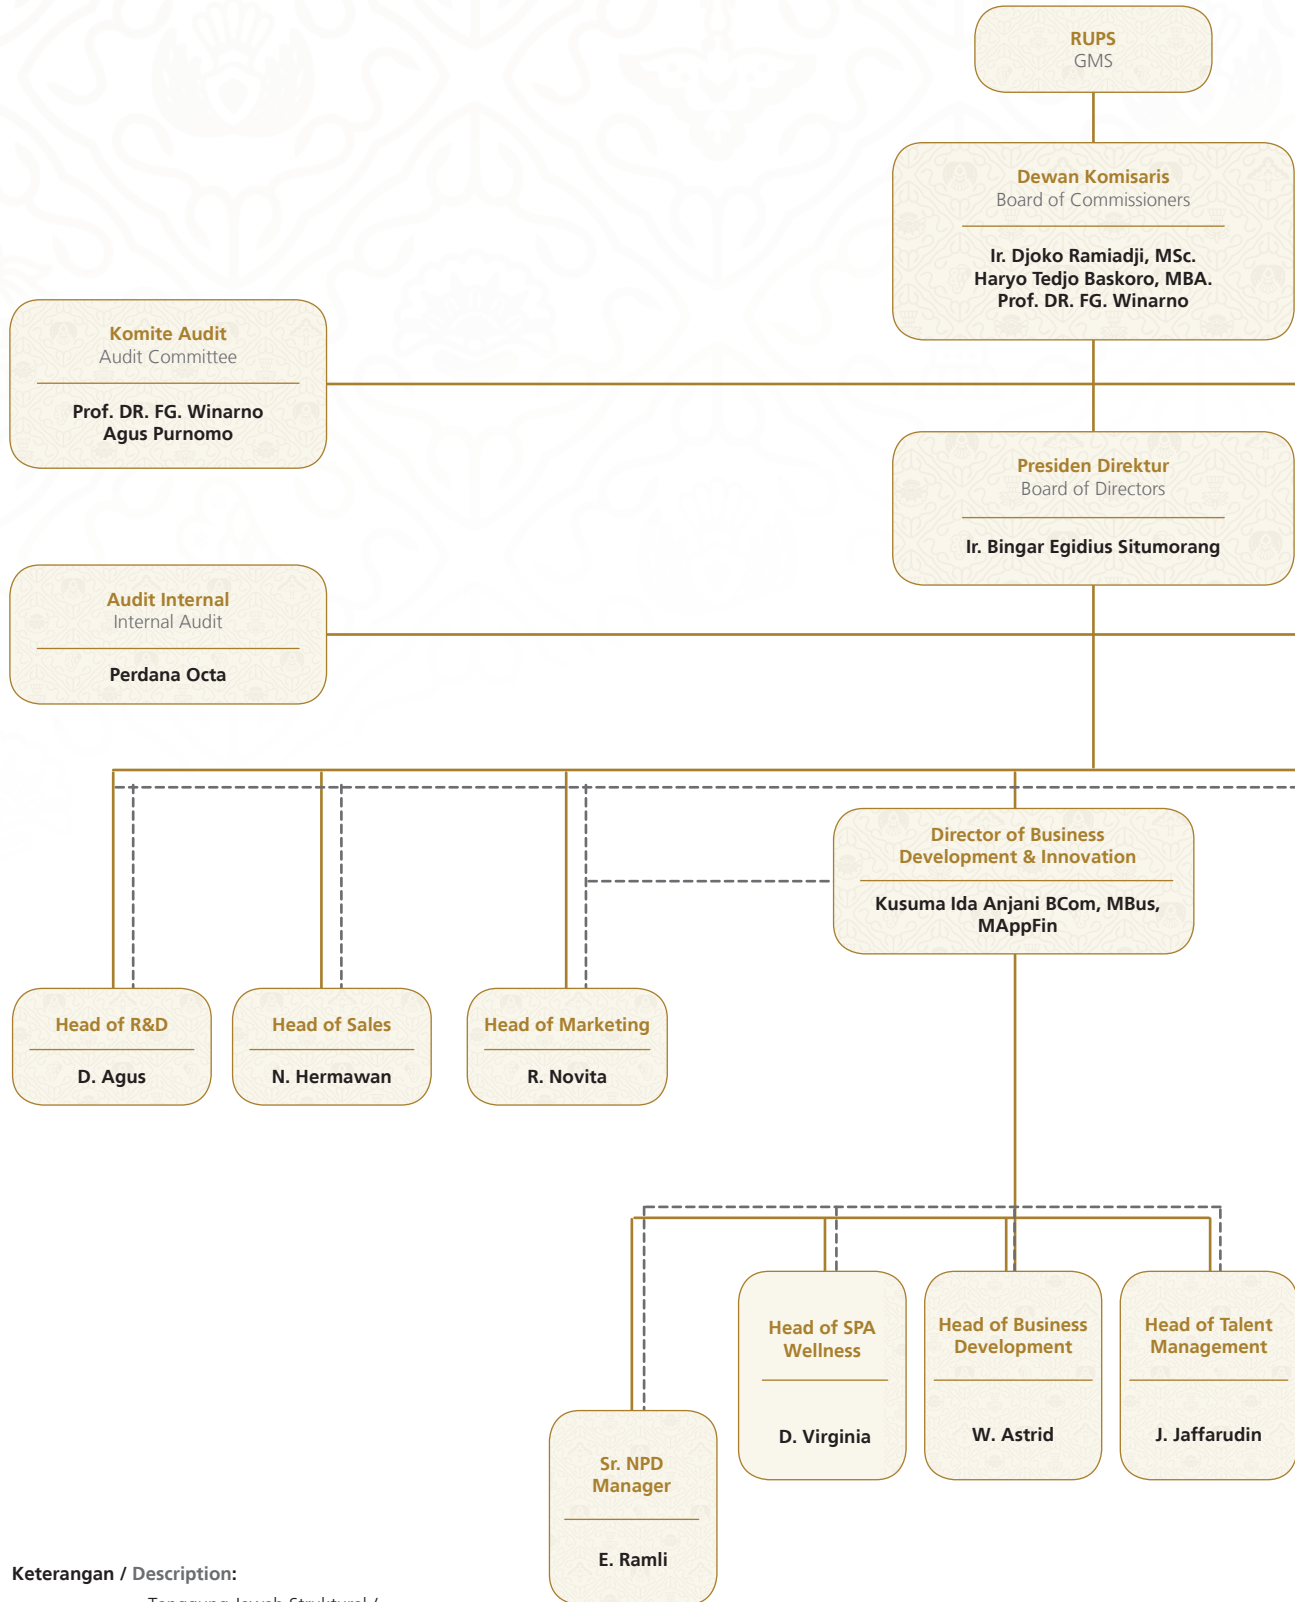 RUPS
GMS
Dewan Komisaris
Board of Commissioners
Ir. Djoko Ramiadji, MSc.
Haryo Tedjo Baskoro, MBA.
Prof. DR. FG. Winarno
Komite Audit
Audit Committee
Prof. DR. FG. Winarno
Agus Purnomo
Presiden Direktur
Board of Directors
Ir. Bingar Egidius Situmorang
Audit Internal
Internal Audit
Perdana Octa
Director of Business
Development & Innovation
Kusuma Ida Anjani BCom, MBus,
MAppFin
Head of R&D
D. Agus
Head of Sales
N. Hermawan
Head of Marketing
R. Novita
Head of SPA
Wellness
D. Virginia
Head of Business
Development
W. Astrid
Head of Talent
Management
J. Jaffarudin
Sr. NPD
Manager
E. Ramli
Keterangan / Description:
Tanggung Jawab Struktural /